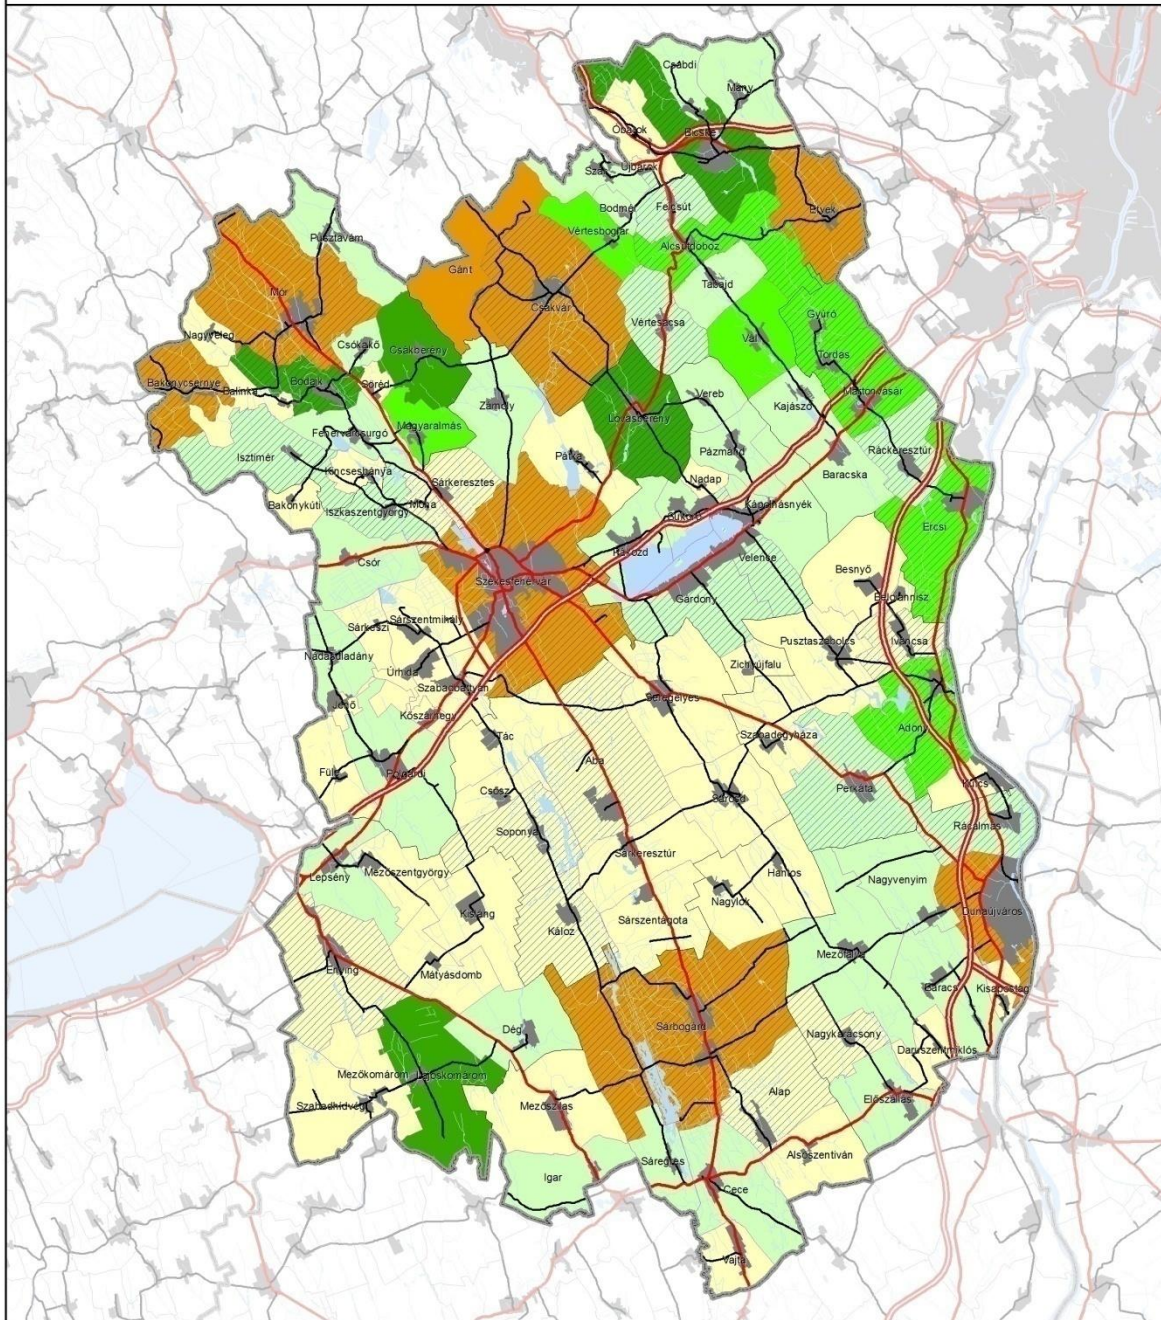 Csabdi
Mány
Óbarok
Bicske
Újbarok
Szár
Bodmér
Felcsút
Etyek
Vértesboglár
Alcsútdoboz
Pusztavám
Gánt
Mór
Csákvár
Tabajd
Vértesacsa
Gyúró
Nagyveleg
Csókakő
Csákberény
Vál
Tordas
Bakonycsernye
Balinka
Bodajk
Söréd
Zámoly
Vereb
Kajászó
Martonvásár
Lovasberény
Magyaralmás
Fehérvárcsurgó
Isztimér
Pátka
Pázmánd
Ráckeresztúr
Kincsesbánya
Sárkeresztes
Nadap
Baracska
Bakonykúti
Iszkaszentgyörgy
Moha
Sukoró
Kápolnásnyék
Ercsi
Csór
Pákozd
Velence
Székesfehérvár
Gárdony
Besnyő
Beloiannisz
Sárkeszi
Sárszentmihály
Iváncsa
Nádasdladány
Pusztaszabolcs
Úrhida
Zichyújfalu
Szabadbattyán
Seregélyes
Jenő
Kőszárhegy
Adony
Tác
Szabadegyháza
Füle
Polgárdi
Aba
Perkáta
Kulcs
Csősz
Sárosd
Rácalmás
Soponya
Sárkeresztúr
Lepsény
Mezőszentgyörgy
Hantos
Nagyvenyim
Nagylók
Kisláng
Dunaújváros
Sárszentágota
Káloz
Enying
Mátyásdomb
Mezőfalva
Baracs
Kisapostag
Sárbogárd
Dég
Nagykarácsony
Daruszentmiklós
Mezőkomárom
Lajoskomárom
Szabadhídvég
Mezőszilas
Alap
Előszállás
Alsószentiván
Sáregres
Igar
Cece
Vajta